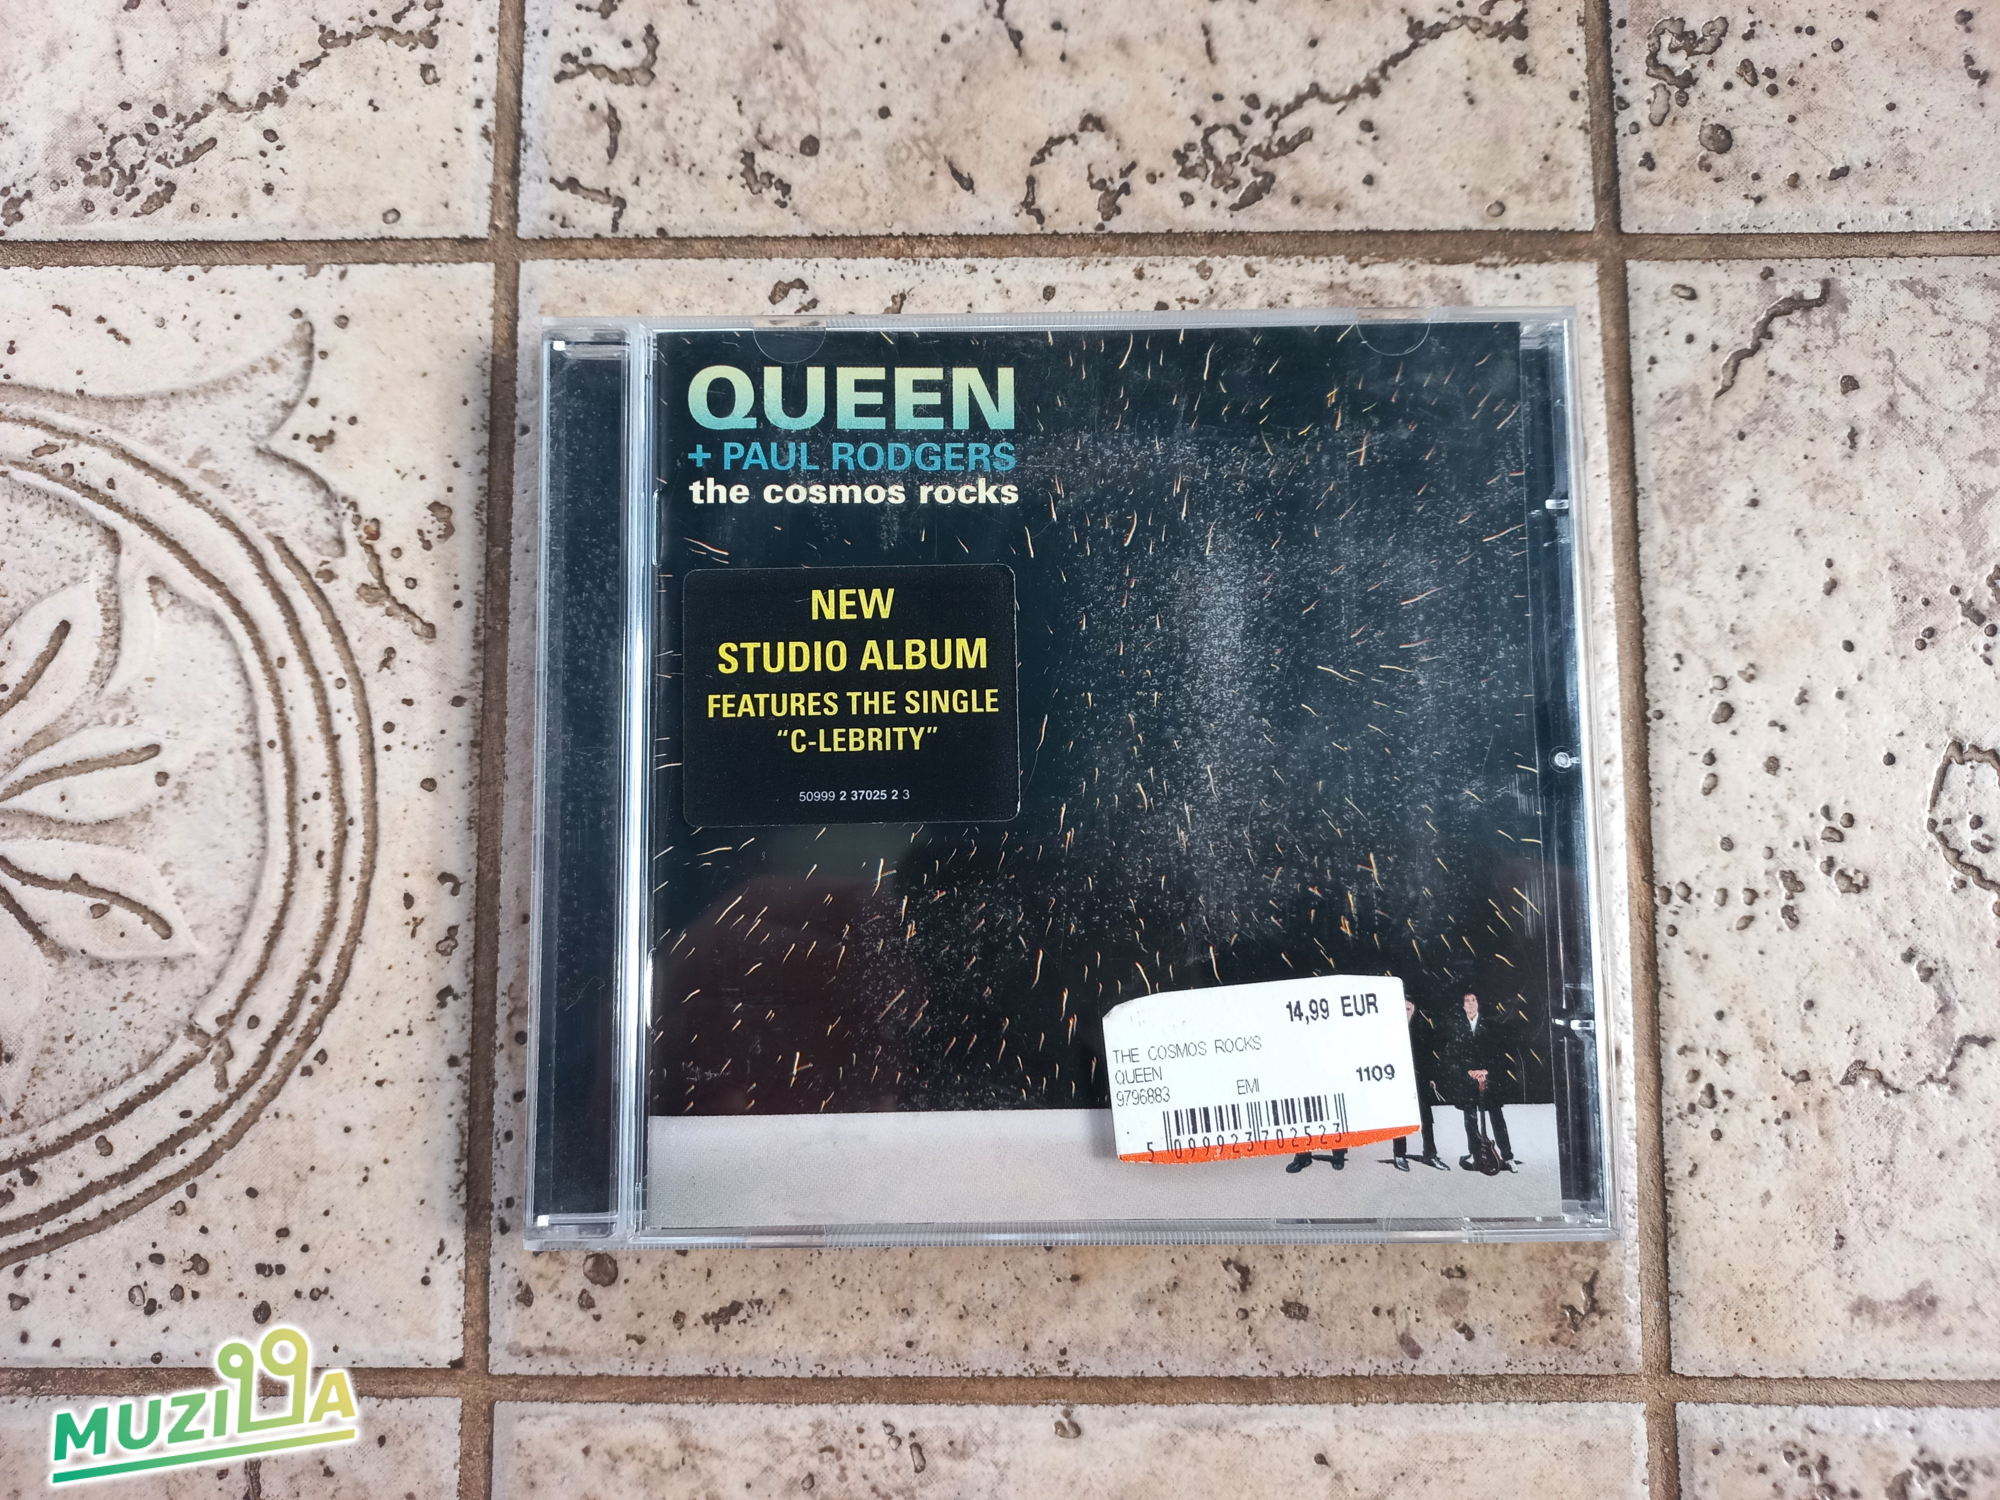 QUEEN
+ PAUL RODGERS
the cosmos rocks
NEW
STUDIO ALBUM
FEATURES THE SINGLE
“C-LEBRITY”
50999 2 37025 2 3
14,99 EUR
THE COSMOS ROCKS
QUEEN
1109
9796883
EMI
5 099923 702523
MUZILLA